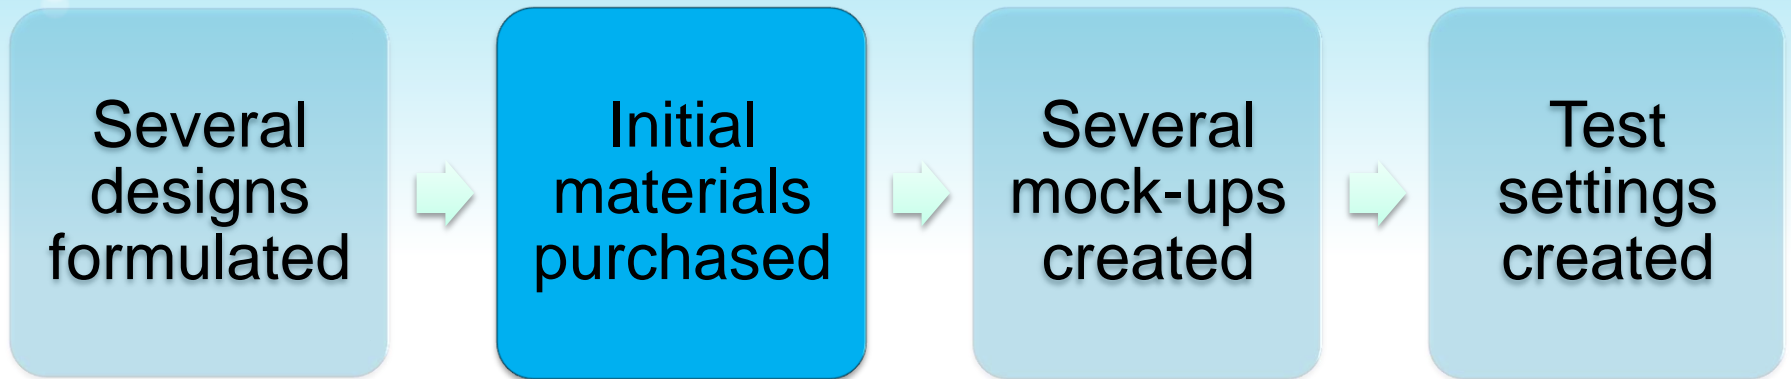 Several
designs
formulated
Initial
materials
purchased
Several
mock-ups
created
Test
settings
created